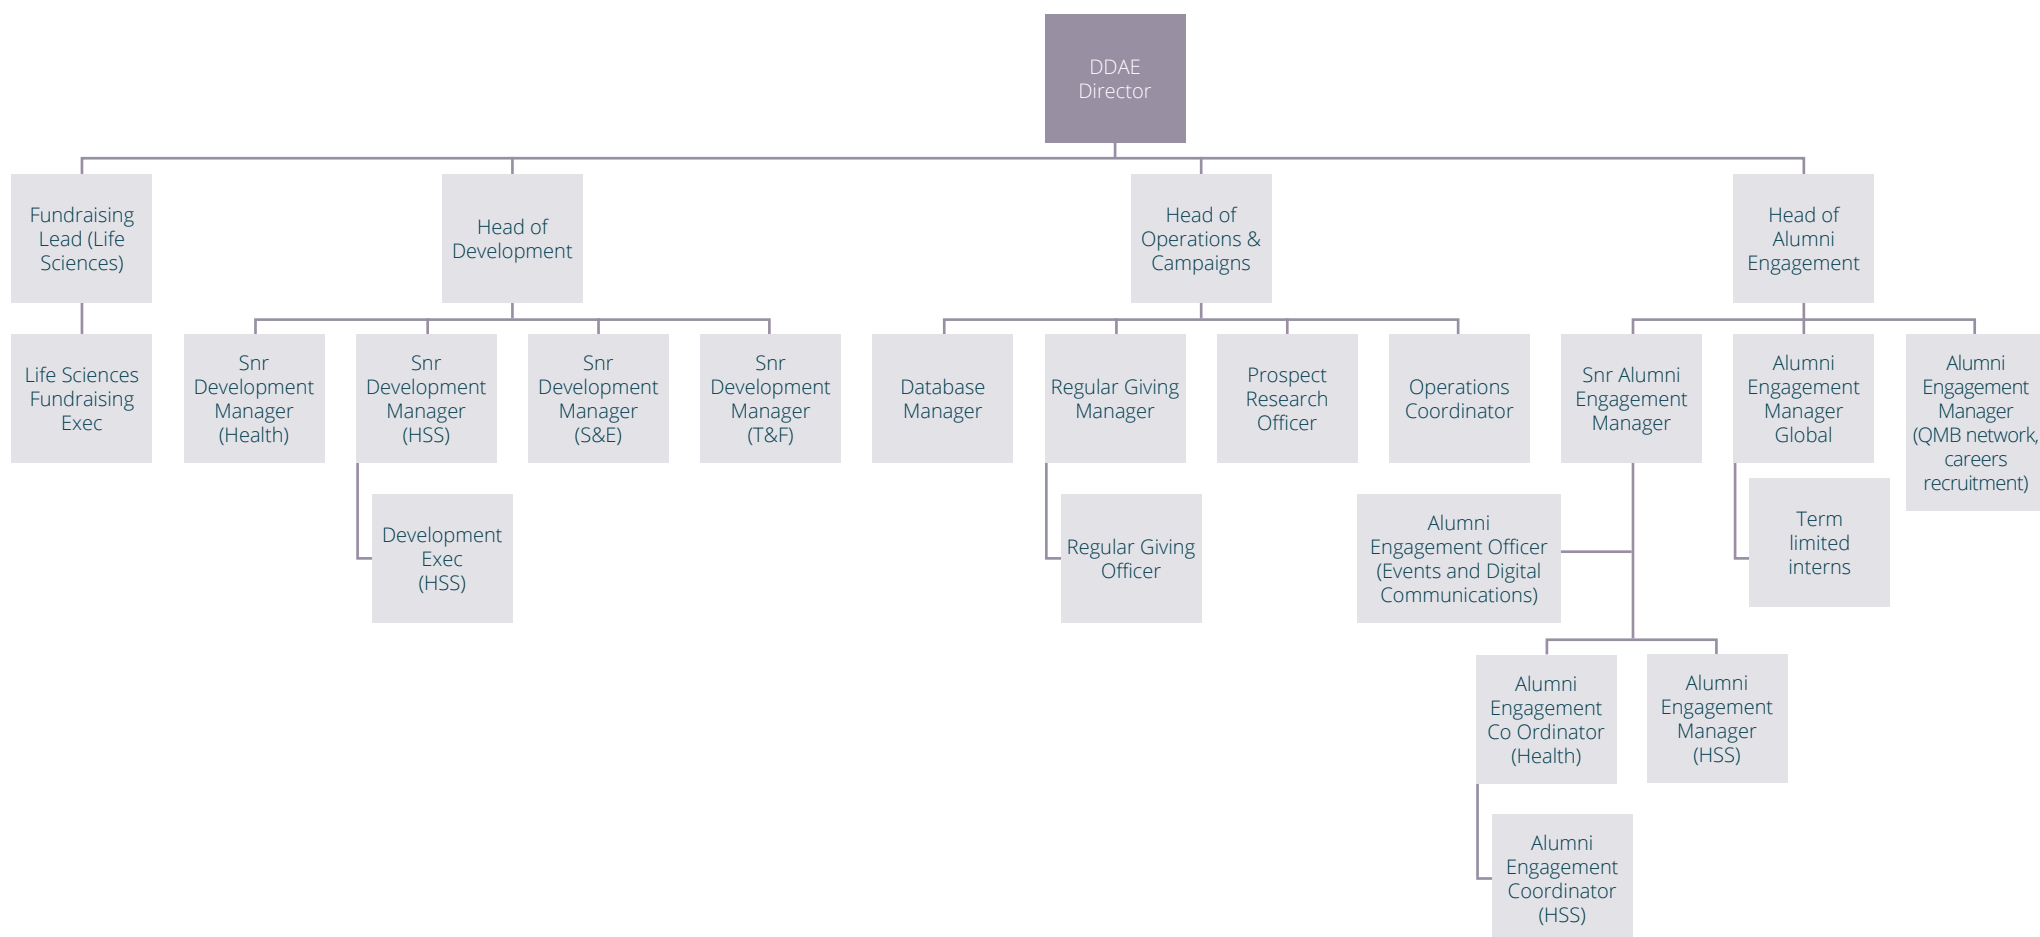 DDAE
Director
Fundraising
Lead (Life
Sciences)
Head of
Development
Head of
Operations &
Campaigns
Head of
Alumni
Engagement
Life Sciences
Fundraising
Exec
Snr
Development
Manager
(Health)
Snr
Development
Manager
(HSS)
Snr
Development
Manager
(S&E)
Snr
Development
Manager
(T&F)
Database
Manager
Regular Giving
Manager
Prospect
Research
Officer
Operations
Coordinator
Snr Alumni
Engagement
Manager
Alumni
Engagement
Manager
Global
Alumni
Engagement
Manager
(QMB network,
careers
recruitment)
Development
Exec
(HSS)
Regular Giving
Officer
Alumni
Engagement Officer
(Events and Digital
Communications)
Term
limited
interns
Alumni
Engagement
Co Ordinator
(Health)
Alumni
Engagement
Manager
(HSS)
Alumni
Engagement
Coordinator
(HSS)